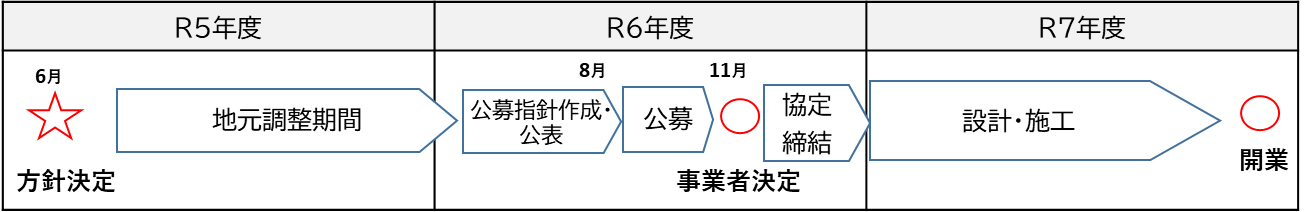 R5年度
R6年度
R7年度
6月
8月
11月
地元調整期間
公募指針作成・
公表
公募
協定
締結
設計・施工
方針決定
事業者決定
開業